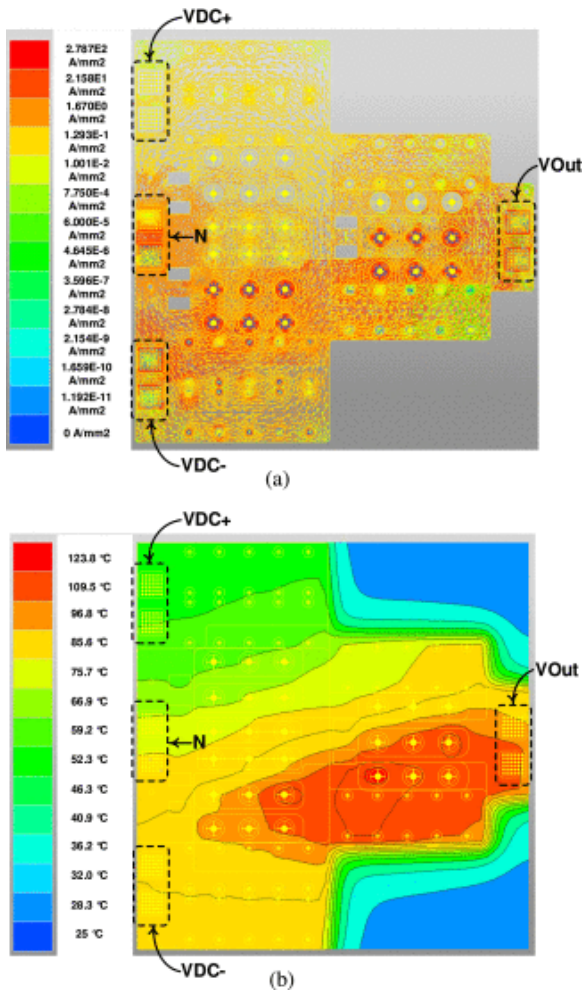 VDC+
2.787E2
A/mm2
2.158E1
A/mm2
1.670E0
A/mm2
1.293E-1
A/mm2
1.001E-2
A/mm2
7.750E-4
A/mm2
6.000E-5
A/mm2
4.645E-6
A/mm2
3.596E-7
A/mm2
2.784E-8
A/mm2
2.154E-9
A/mm2
1.659E-10
A/mm2
1.192E-11
A/mm2
0 A/mm2
VOut
N
VDC-
(a)
VDC+
123.8 °C
109.5 °C
96.8 °C
85.6 °C
75.7 °C
66.9 °C
59.2 °C
52.3 °C
46.3 °C
40.9 °C
36.2 °C
32.0 °C
28.3 °C
25 °C
VOut
N
VDC-
(b)